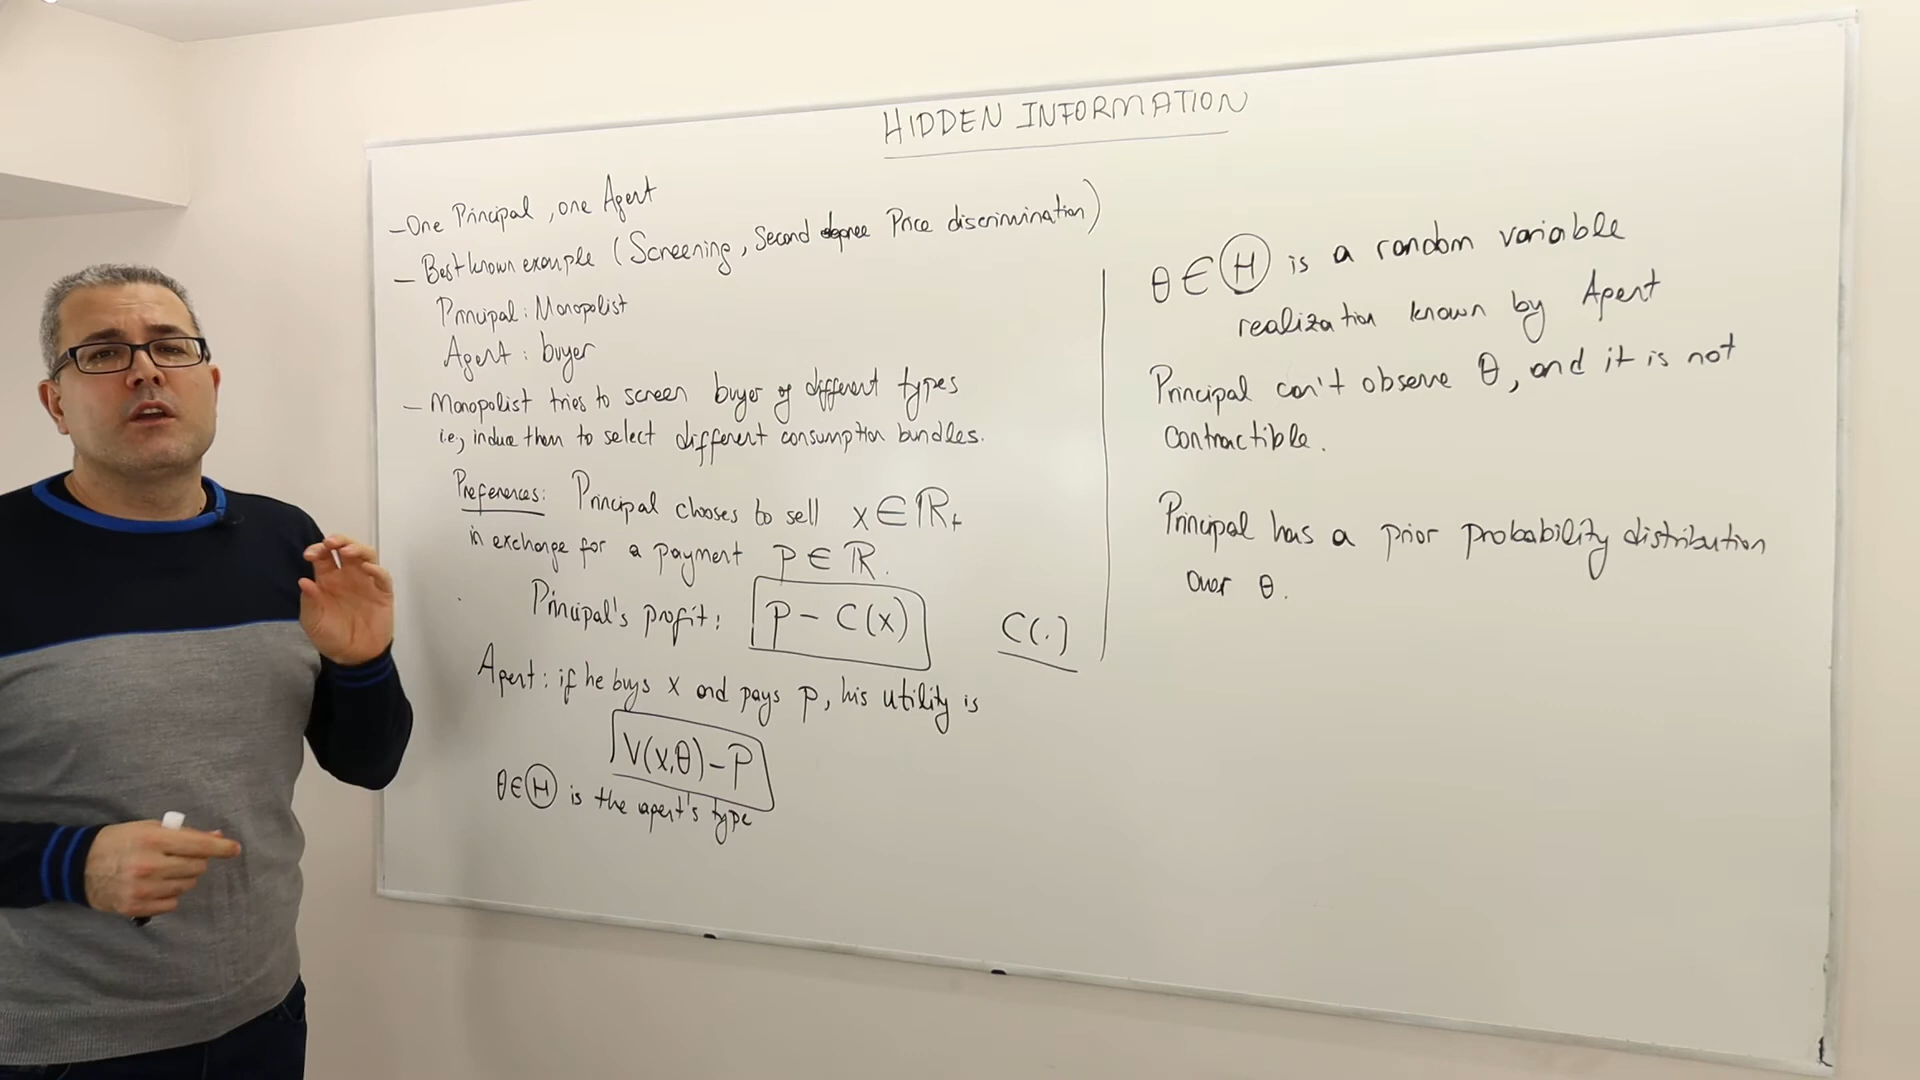 HIDDEN INFORMATION
– One Principal, one Agent
– Best known example (Screening, Second degree Price discrimination)
Principal: Monopolist
Agent: buyer
– Monopolist tries to screen buyer of different types
i.e., induce them to select different consumption bundles.
Preferences: Principal chooses to sell x ∈ ℝ₊
in exchange for a payment p ∈ ℝ.
Principal's profit: p – C(x)
C(.)
Agent: if he buys x and pays p, his utility is
V(x,θ) – P
θ ∈ Ⓗ is the agent's type
θ ∈ Ⓗ is a random variable
realization known by Agent
Principal can't observe θ, and it is not
contractible.
Principal has a prior probability distribution
over θ.